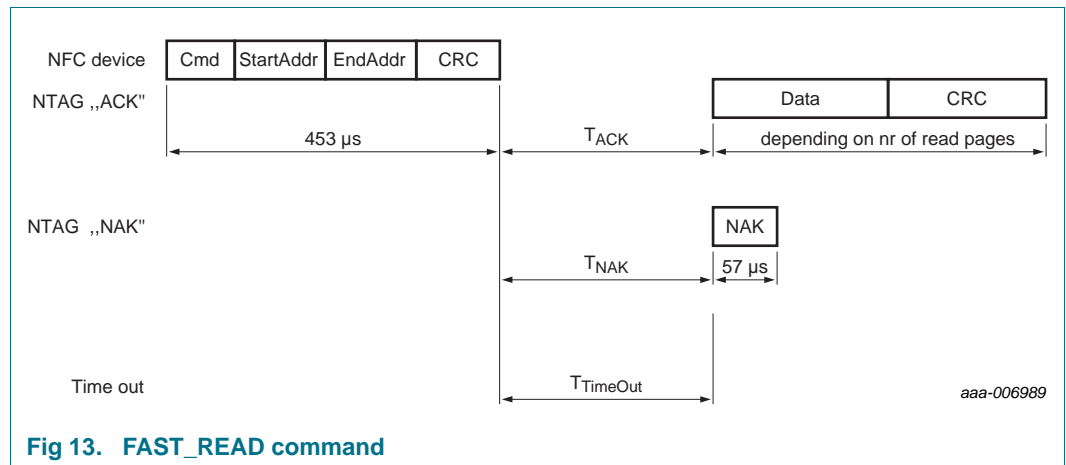 NFC device Cmd StartAddr EndAddr CRC
NTAG ,,ACK" Data CRC
453 µs TACK depending on nr of read pages
NTAG ,,NAK" NAK
TNAK 57 µs
Time out TTimeOut aaa-006989
Fig 13. FAST_READ command